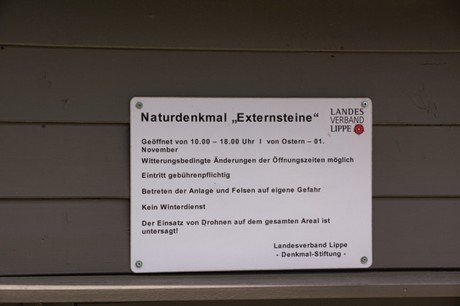 Naturdenkmal „Externsteine“
LANDES
VERBAND
LIPPE
Geöffnet von 10.00 – 18.00 Uhr / von Ostern – 01.
November
Witterungsbedingte Änderungen der Öffnungszeiten möglich
Eintritt gebührenpflichtig
Betreten der Anlage und Felsen auf eigene Gefahr
Kein Winterdienst
Der Einsatz von Drohnen auf dem gesamten Areal ist
untersagt!
Landesverband Lippe
- Denkmal-Stiftung -